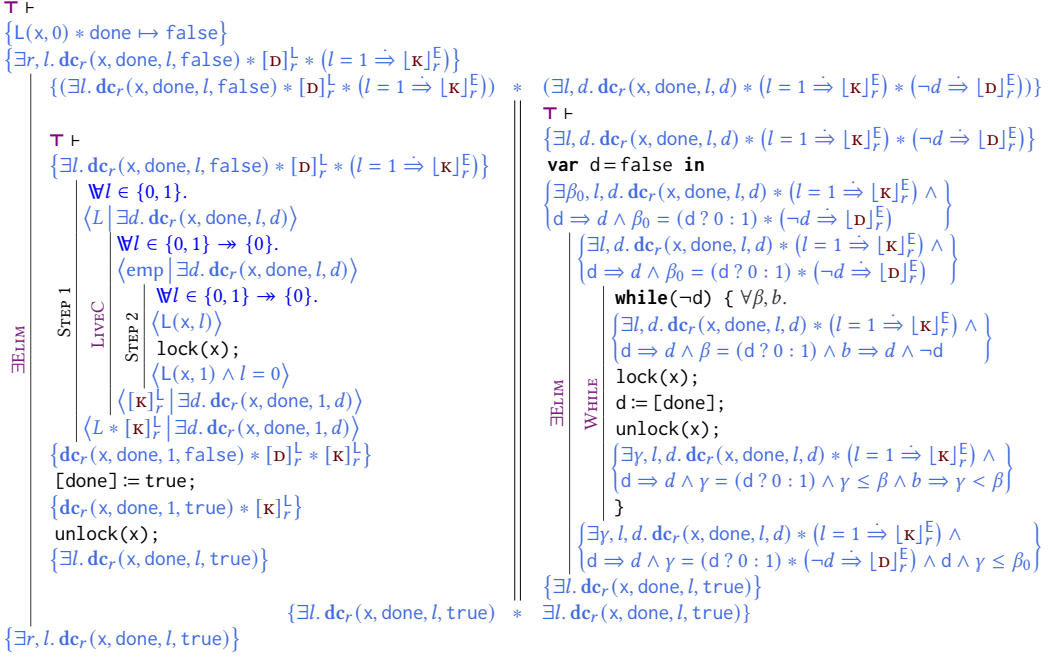 ⊤ ⊢
{L(x, 0) ∗ done ↦ false}
{∃r, l. dc_r(x, done, l, false) ∗ [D]^L_r ∗ (l = 1 ⇒̇ ⌊K⌋^E_r)}
{(∃l. dc_r(x, done, l, false) ∗ [D]^L_r ∗ (l = 1 ⇒̇ ⌊K⌋^E_r)) ∗ (∃l, d. dc_r(x, done, l, d) ∗ (l = 1 ⇒̇ ⌊K⌋^E_r) ∗ (¬d ⇒̇ ⌊D⌋^E_r))}
∃Elim
⊤ ⊢
{∃l. dc_r(x, done, l, false) ∗ [D]^L_r ∗ (l = 1 ⇒̇ ⌊K⌋^E_r)}
Step 1
∀l ∈ {0, 1}.
⟨L | ∃d. dc_r(x, done, l, d)⟩
LiveC
∀l ∈ {0, 1} ↠ {0}.
⟨emp | ∃d. dc_r(x, done, l, d)⟩
Step 2
∀l ∈ {0, 1} ↠ {0}.
⟨L(x, l)⟩
lock(x);
⟨L(x, 1) ∧ l = 0⟩
⟨[K]^L_r | ∃d. dc_r(x, done, 1, d)⟩
⟨L ∗ [K]^L_r | ∃d. dc_r(x, done, 1, d)⟩
{dc_r(x, done, 1, false) ∗ [D]^L_r ∗ [K]^L_r}
[done] := true;
{dc_r(x, done, 1, true) ∗ [K]^L_r}
unlock(x);
{∃l. dc_r(x, done, l, true)}
⊤ ⊢
{∃l, d. dc_r(x, done, l, d) ∗ (l = 1 ⇒̇ ⌊K⌋^E_r) ∗ (¬d ⇒̇ ⌊D⌋^E_r)}
var d = false in
{∃β₀, l, d. dc_r(x, done, l, d) ∗ (l = 1 ⇒̇ ⌊K⌋^E_r) ∧
d ⇒ d ∧ β₀ = (d ? 0 : 1) ∗ (¬d ⇒̇ ⌊D⌋^E_r)}
∃Elim
{∃l, d. dc_r(x, done, l, d) ∗ (l = 1 ⇒̇ ⌊K⌋^E_r) ∧
d ⇒ d ∧ β₀ = (d ? 0 : 1) ∗ (¬d ⇒̇ ⌊D⌋^E_r)}
While
while(¬d) { ∀β, b.
{∃l, d. dc_r(x, done, l, d) ∗ (l = 1 ⇒̇ ⌊K⌋^E_r) ∧
d ⇒ d ∧ β = (d ? 0 : 1) ∧ b ⇒ d ∧ ¬d}
lock(x);
d := [done];
unlock(x);
{∃γ, l, d. dc_r(x, done, l, d) ∗ (l = 1 ⇒̇ ⌊K⌋^E_r) ∧
d ⇒ d ∧ γ = (d ? 0 : 1) ∧ γ ≤ β ∧ b ⇒ γ < β}
}
{∃γ, l, d. dc_r(x, done, l, d) ∗ (l = 1 ⇒̇ ⌊K⌋^E_r) ∧
d ⇒ d ∧ γ = (d ? 0 : 1) ∗ (¬d ⇒̇ ⌊D⌋^E_r) ∧ d ∧ γ ≤ β₀}
{∃l. dc_r(x, done, l, true)}
{∃l. dc_r(x, done, l, true) ∗ ∃l. dc_r(x, done, l, true)}
{∃r, l. dc_r(x, done, l, true)}